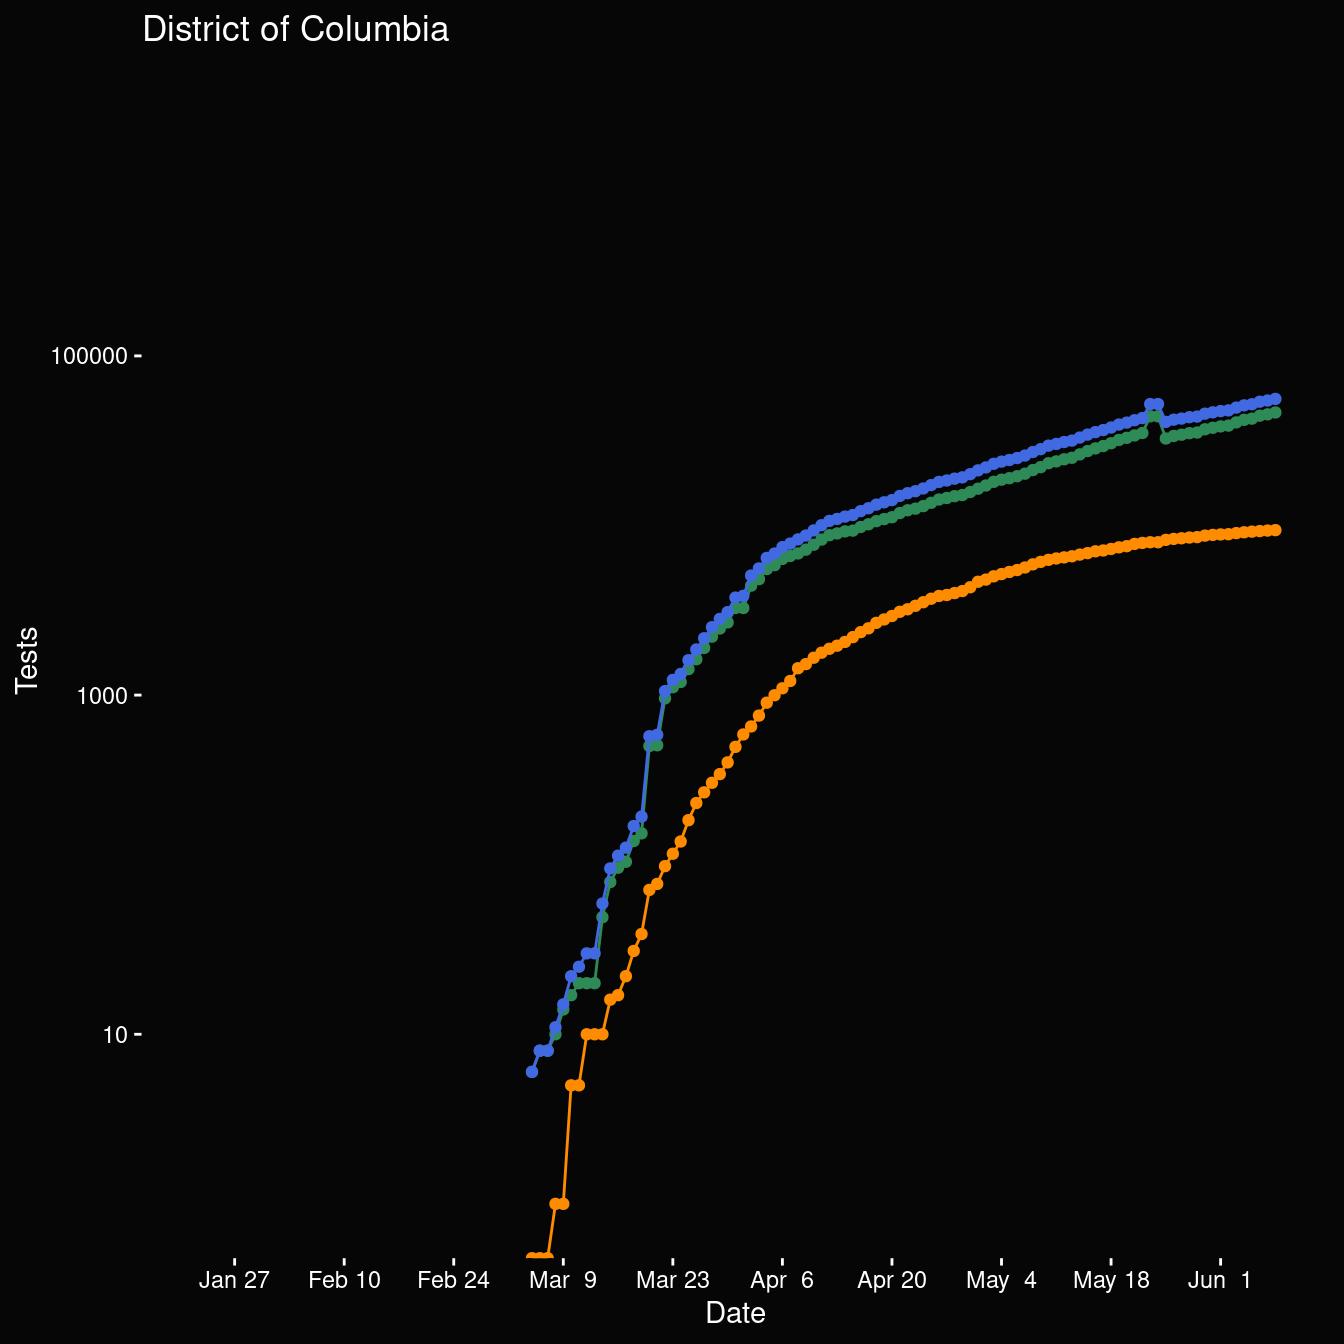 District of Columbia
100000
1000
10
Tests
Jan 27 Feb 10 Feb 24 Mar 9 Mar 23 Apr 6 Apr 20 May 4 May 18 Jun 1
Date